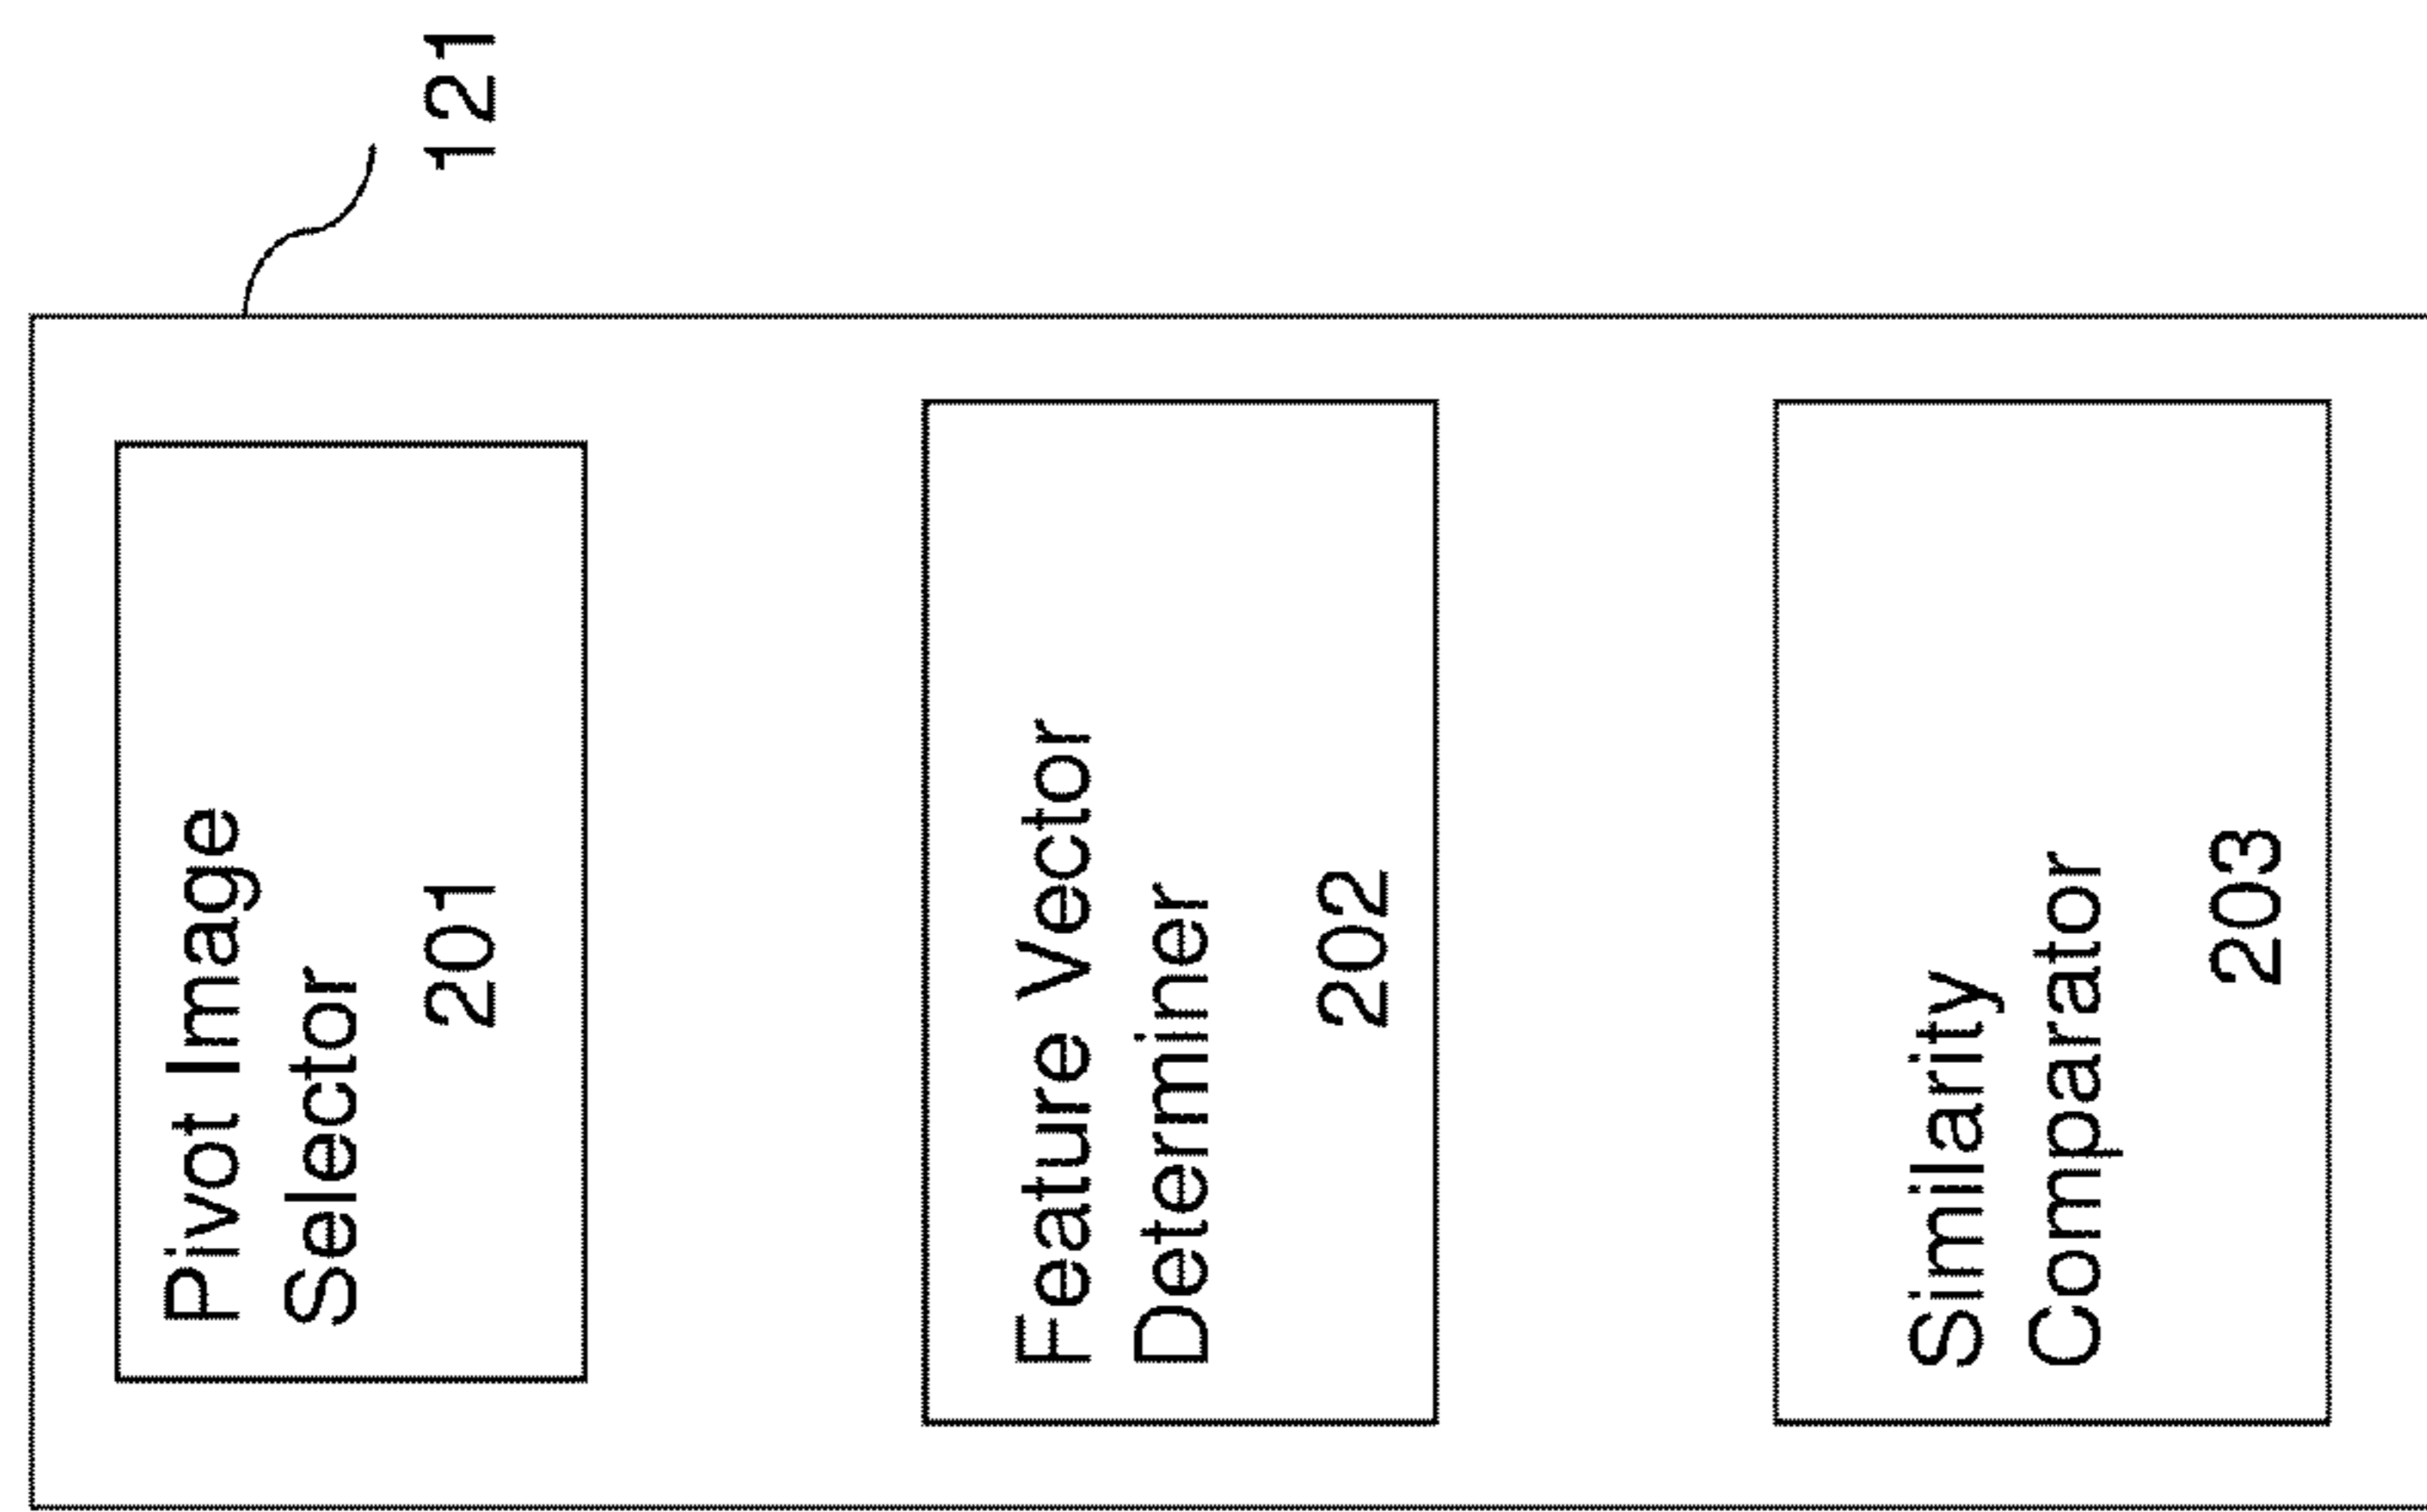 121
Pivot Image
Selector
201
Feature Vector
Determiner
202
Similarity
Comparator
203